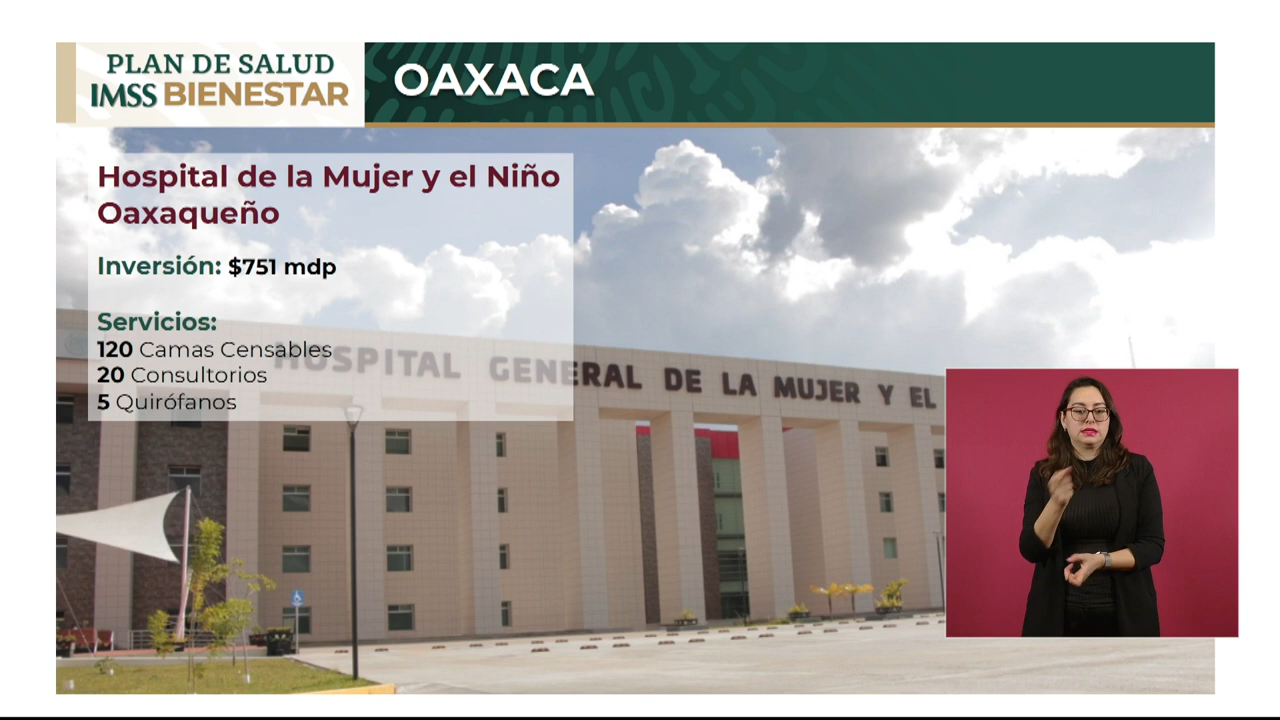 PLAN DE SALUD
IMSS BIENESTAR
OAXACA
Hospital de la Mujer y el Niño
Oaxaqueño
Inversión: $751 mdp
Servicios:
120 Camas Censables
20 Consultorios
5 Quirófanos
HOSPITAL GENERAL DE LA MUJER Y EL